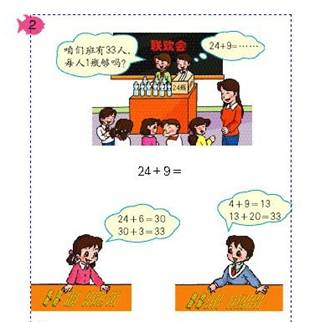 2
咱们班有33人,
每人1瓶够吗?
联欢会
24+9=……
24瓶
24+9=
24+6=30
30+3=33
4+9=13
13+20=33